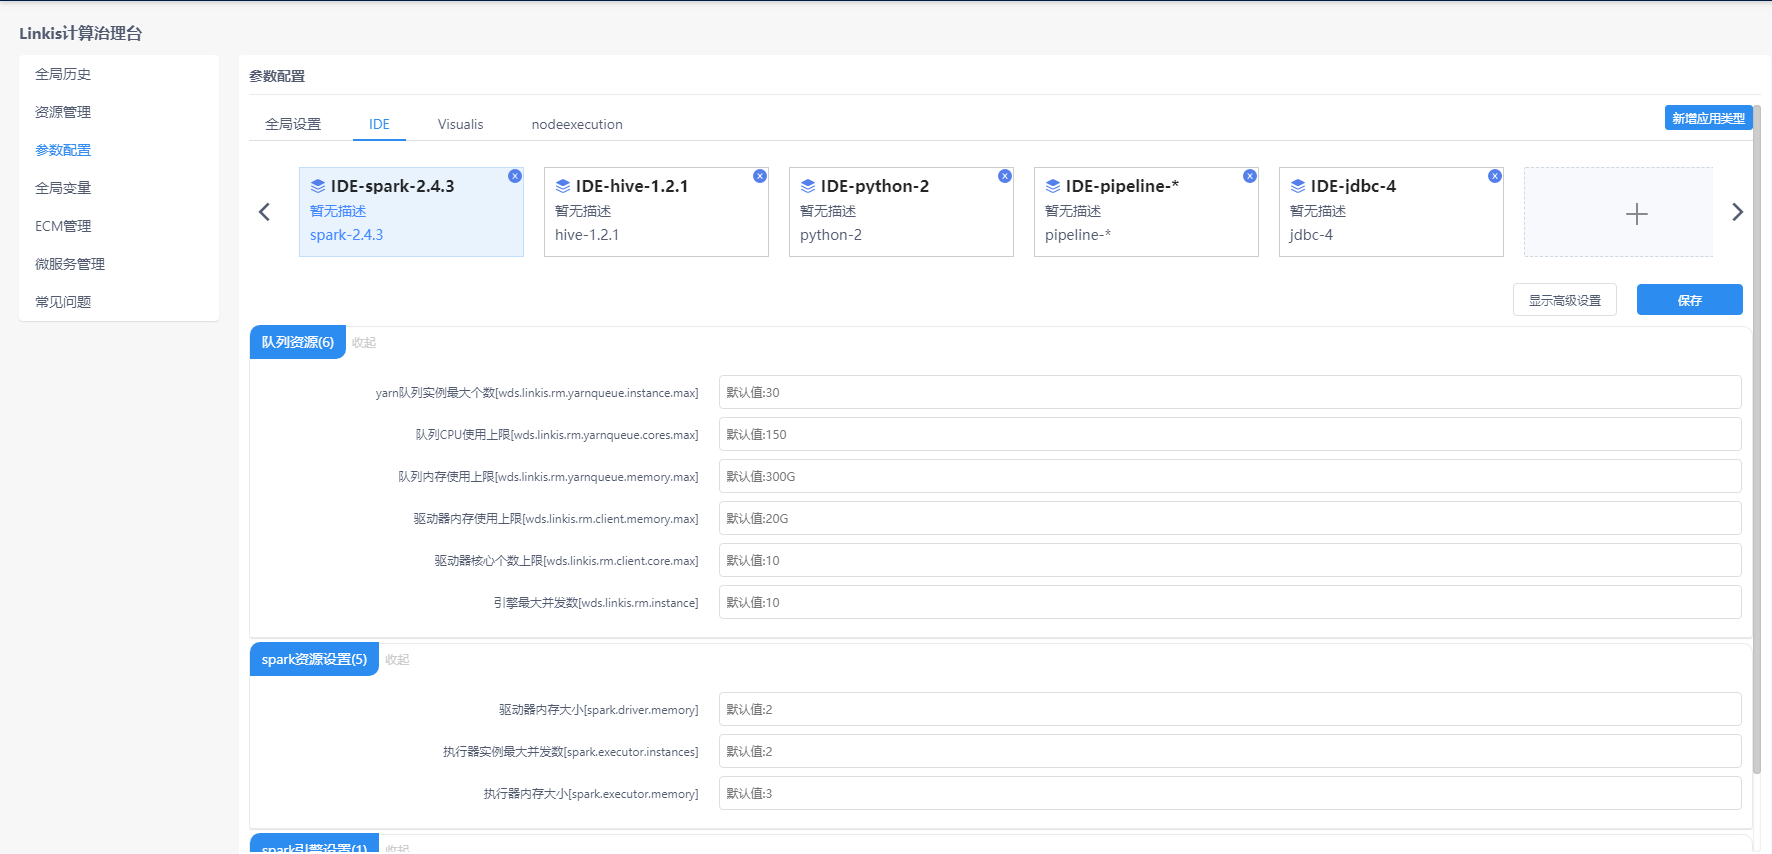 Linkis计算治理台
全局历史
资源管理
参数配置
全局变量
ECM管理
微服务管理
常见问题
参数配置
全局设置
IDE
Visualis
nodeexecution
新增应用类型
IDE-spark-2.4.3
暂无描述
spark-2.4.3
IDE-hive-1.2.1
暂无描述
hive-1.2.1
IDE-python-2
暂无描述
python-2
IDE-pipeline-*
暂无描述
pipeline-*
IDE-jdbc-4
暂无描述
jdbc-4
显示高级设置
保存
队列资源(6) 收起
yarn队列实例最大个数[wds.linkis.rm.yarnqueue.instance.max] 默认值:30
队列CPU使用上限[wds.linkis.rm.yarnqueue.cores.max] 默认值:150
队列内存使用上限[wds.linkis.rm.yarnqueue.memory.max] 默认值:300G
驱动器内存使用上限[wds.linkis.rm.client.memory.max] 默认值:20G
驱动器核心个数上限[wds.linkis.rm.client.core.max] 默认值:10
引擎最大并发数[wds.linkis.rm.instance] 默认值:10
spark资源设置(5) 收起
驱动器内存大小[spark.driver.memory] 默认值:2
执行器实例最大并发数[spark.executor.instances] 默认值:2
执行器内存大小[spark.executor.memory] 默认值:3
spark引擎设置(1) 收起